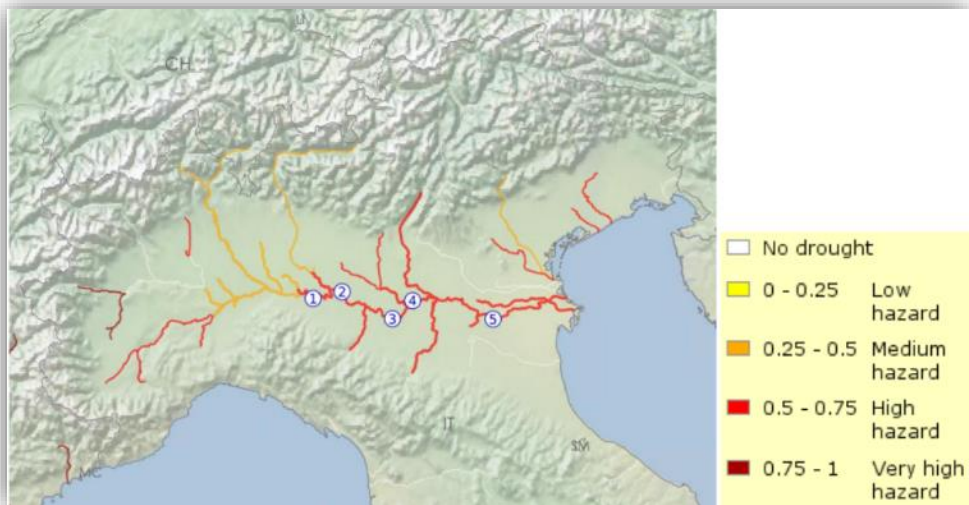 CH
1
2
3
4
5
IT
SM
MC
No drought
0 - 0.25 Low
hazard
0.25 - 0.5 Medium
hazard
0.5 - 0.75 High
hazard
0.75 - 1 Very high
hazard